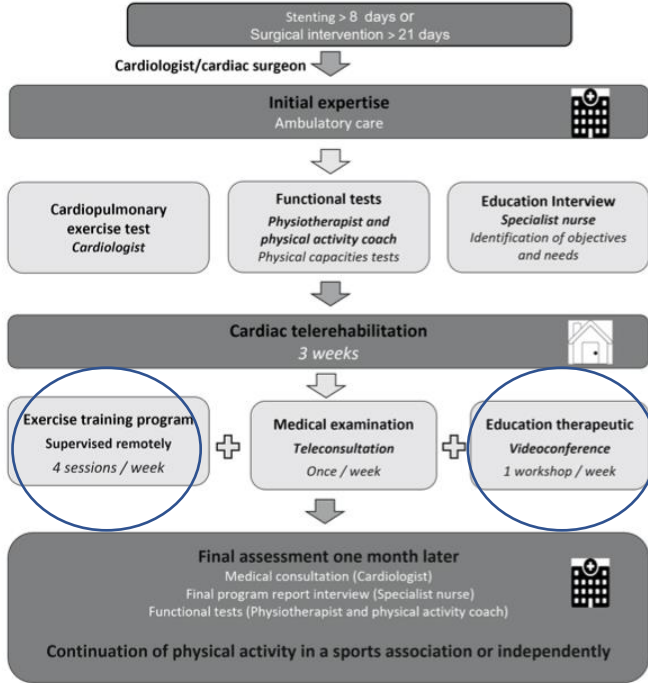 Stenting > 8 days or
Surgical intervention > 21 days
Cardiologist/cardiac surgeon
Initial expertise
Ambulatory care
Cardiopulmonary
exercise test
Cardiologist
Functional tests
Physiotherapist and
physical activity coach
Physical capacities tests
Education Interview
Specialist nurse
Identification of objectives
and needs
Cardiac telerehabilitation
3 weeks
Exercise training program
Supervised remotely
4 sessions / week
Medical examination
Teleconsultation
Once / week
Education therapeutic
Videoconference
1 workshop / week
Final assessment one month later
Medical consultation (Cardiologist)
Final program report interview (Specialist nurse)
Functional tests (Physiotherapist and physical activity coach)
Continuation of physical activity in a sports association or independently